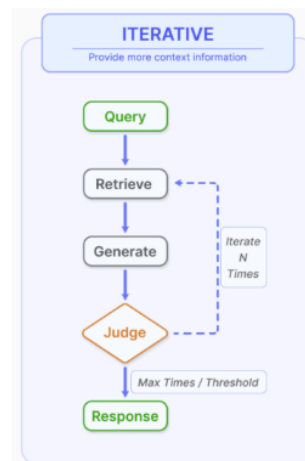 ITERATIVE
Provide more context information
Query
Retrieve
Generate
Iterate
N
Times
Judge
Max Times / Threshold
Response